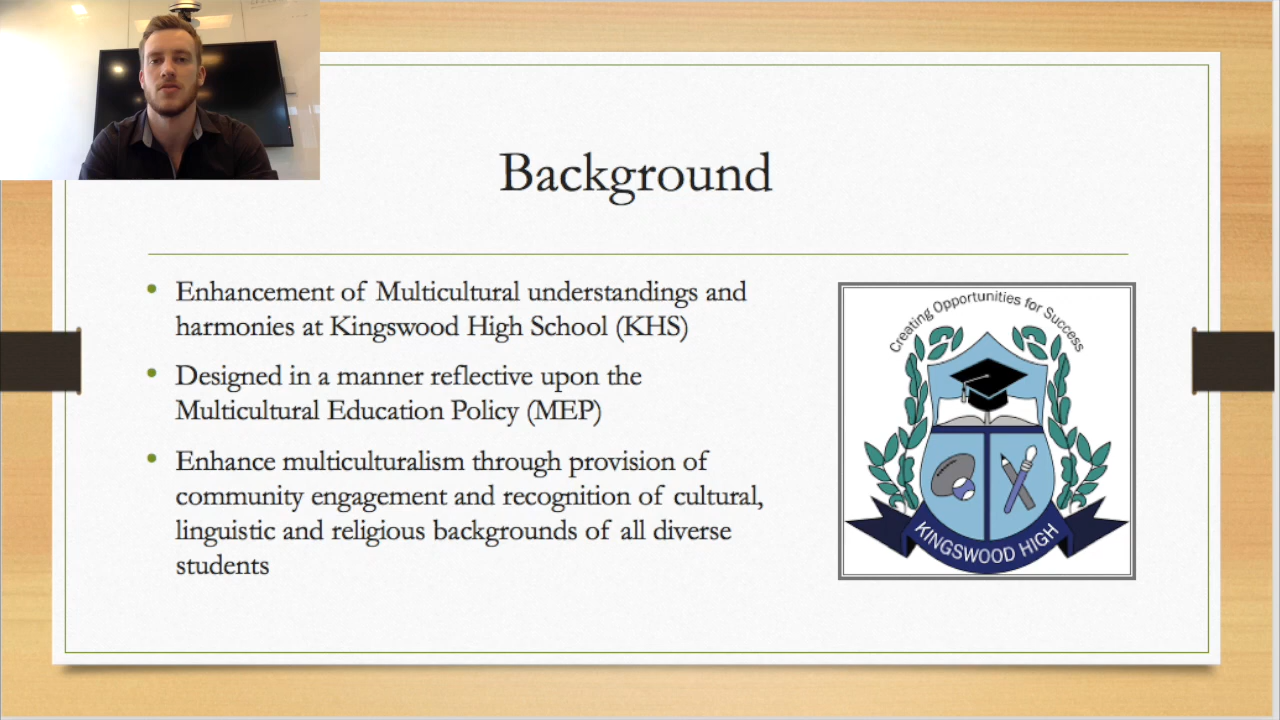 Background
• Enhancement of Multicultural understandings and
harmonies at Kingswood High School (KHS)
• Designed in a manner reflective upon the
Multicultural Education Policy (MEP)
• Enhance multiculturalism through provision of
community engagement and recognition of cultural,
linguistic and religious backgrounds of all diverse
students
Creating Opportunities for Success
KINGSWOOD HIGH